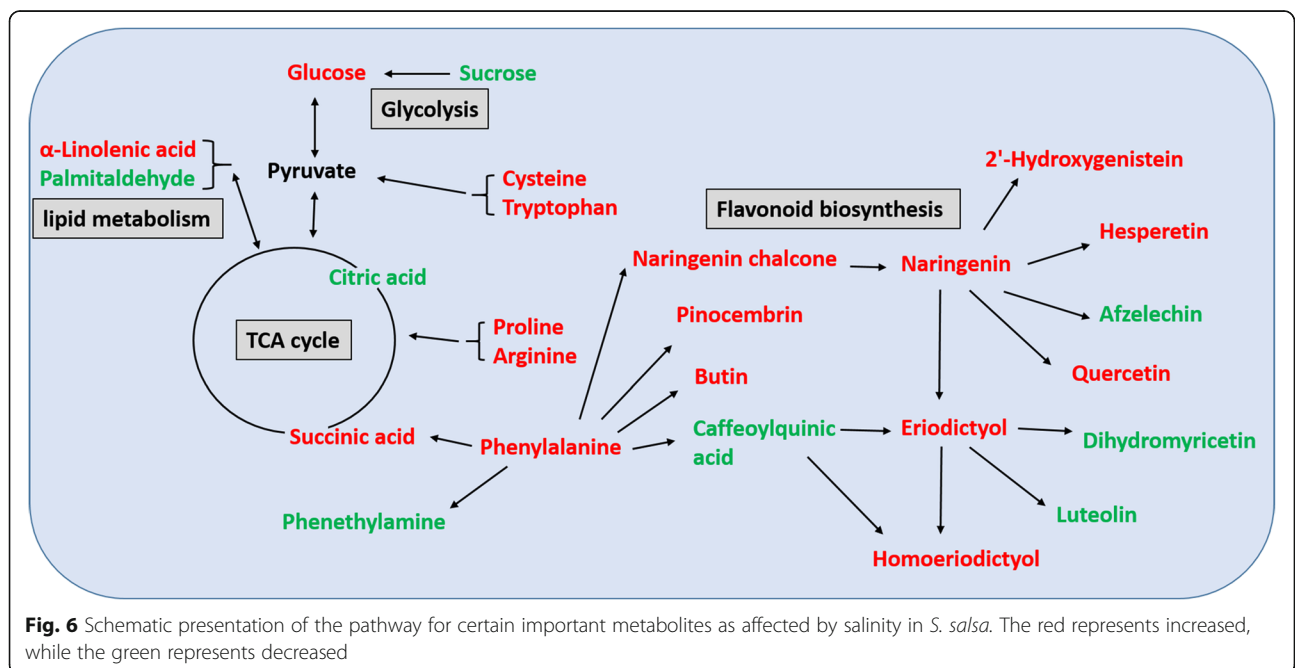 Glucose
Sucrose
Glycolysis
α-Linolenic acid
Palmitaldehyde
lipid metabolism
Pyruvate
Cysteine
Tryptophan
Citric acid
TCA cycle
Proline
Arginine
Succinic acid
Phenylalanine
Phenethylamine
Flavonoid biosynthesis
2'-Hydroxygenistein
Hesperetin
Naringenin chalcone
Naringenin
Afzelechin
Pinocembrin
Quercetin
Butin
Caffeoylquinic
acid
Eriodictyol
Dihydromyricetin
Luteolin
Homoeriodictyol
Fig. 6 Schematic presentation of the pathway for certain important metabolites as affected by salinity in S. salsa. The red represents increased,
while the green represents decreased